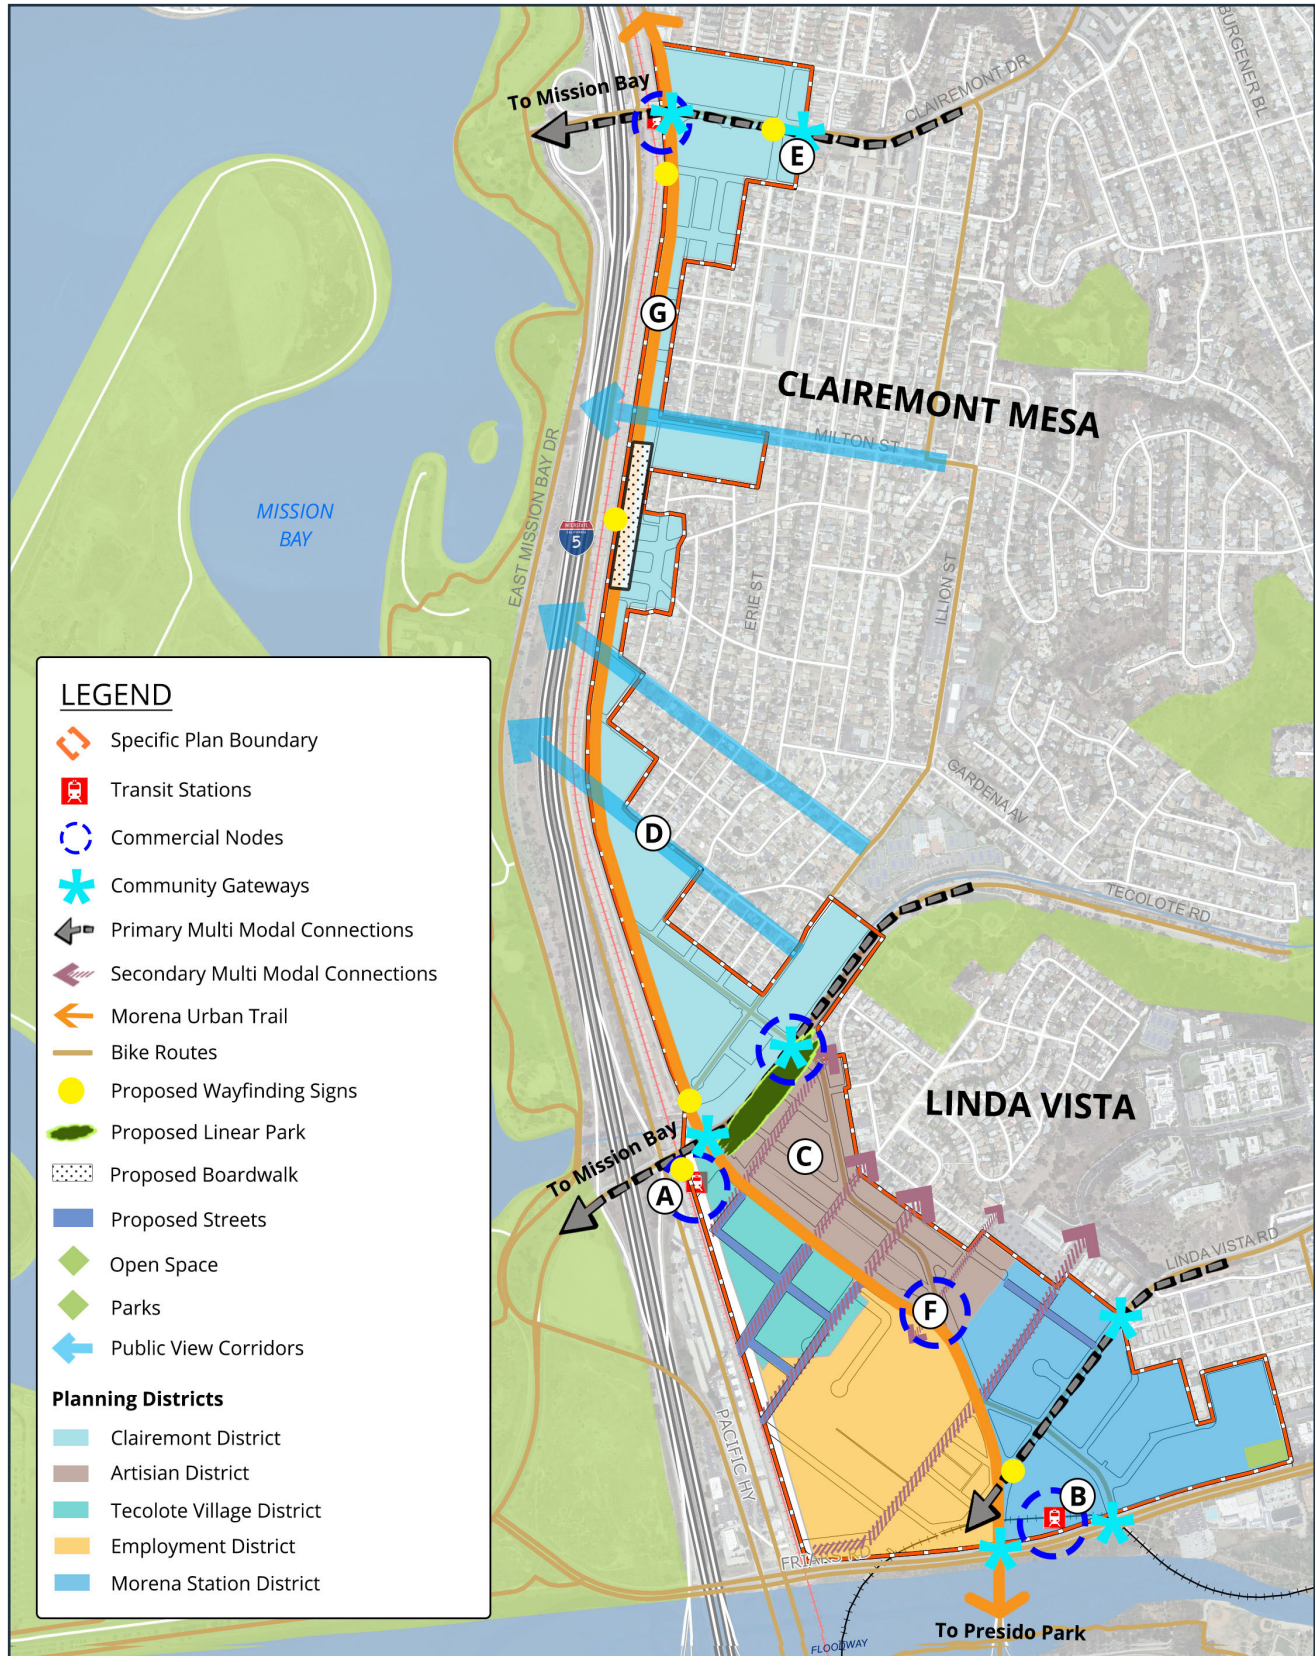 BURGENER BL
CLAIREMONT DR
To Mission Bay
E
G
CLAIREMONT MESA
MILTON ST
MISSION
BAY
EAST MISSION BAY DR
INTERSTATE
CALIFORNIA
5
ERIE ST
ILLION ST
GARDENA AV
TECOLOTE RD
D
LINDA VISTA
To Mission Bay
A
C
F
LINDA VISTA RD
PACIFIC HY
B
FRIARS RD
To Presido Park
FLOODWAY
LEGEND
Specific Plan Boundary
Transit Stations
Commercial Nodes
Community Gateways
Primary Multi Modal Connections
Secondary Multi Modal Connections
Morena Urban Trail
Bike Routes
Proposed Wayfinding Signs
Proposed Linear Park
Proposed Boardwalk
Proposed Streets
Open Space
Parks
Public View Corridors
Planning Districts
Clairemont District
Artisian District
Tecolote Village District
Employment District
Morena Station District